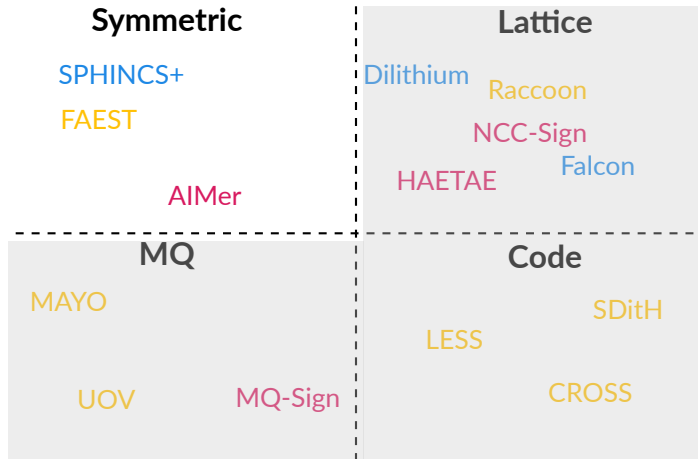 Symmetric
SPHINCS+
FAEST
AIMer
Lattice
Dilithium
Raccoon
NCC-Sign
Falcon
HAETAE
MQ
MAYO
UOV
MQ-Sign
Code
SDitH
LESS
CROSS